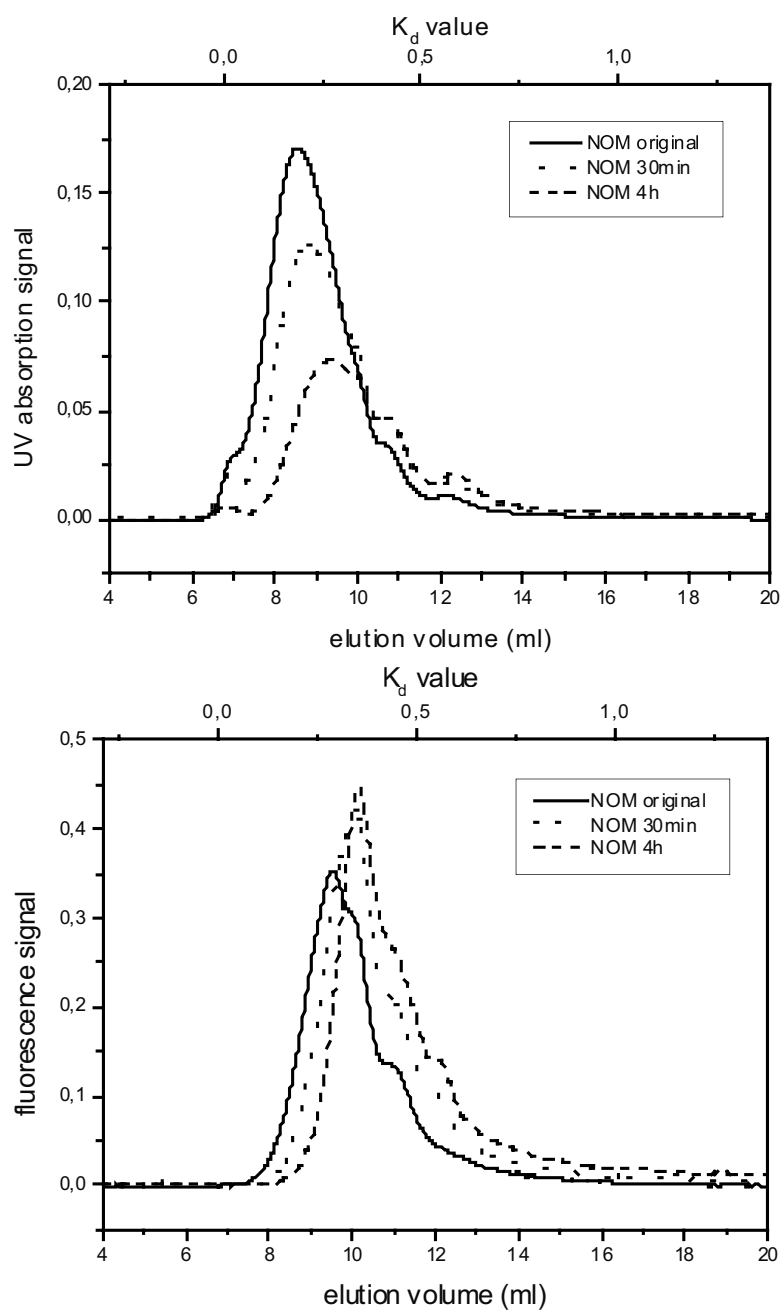 K_d value
0,0 0,5 1,0
0,20
0,15
0,10
0,05
0,00
UV absorption signal
NOM original
NOM 30min
NOM 4h
4 6 8 10 12 14 16 18 20
elution volume (ml)
K_d value
0,0 0,5 1,0
0,5
0,4
0,3
0,2
0,1
0,0
fluorescence signal
NOM original
NOM 30min
NOM 4h
4 6 8 10 12 14 16 18 20
elution volume (ml)